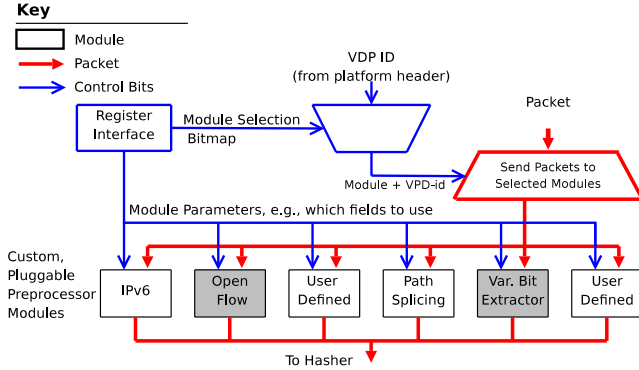 Key
Module
Packet
Control Bits
VDP ID
(from platform header)
Register
Interface
Module Selection
Bitmap
Packet
Module + VPD-id
Send Packets to
Selected Modules
Module Parameters, e.g., which fields to use
Custom,
Pluggable
Preprocessor
Modules
IPv6
Open
Flow
User
Defined
Path
Splicing
Var. Bit
Extractor
User
Defined
To Hasher